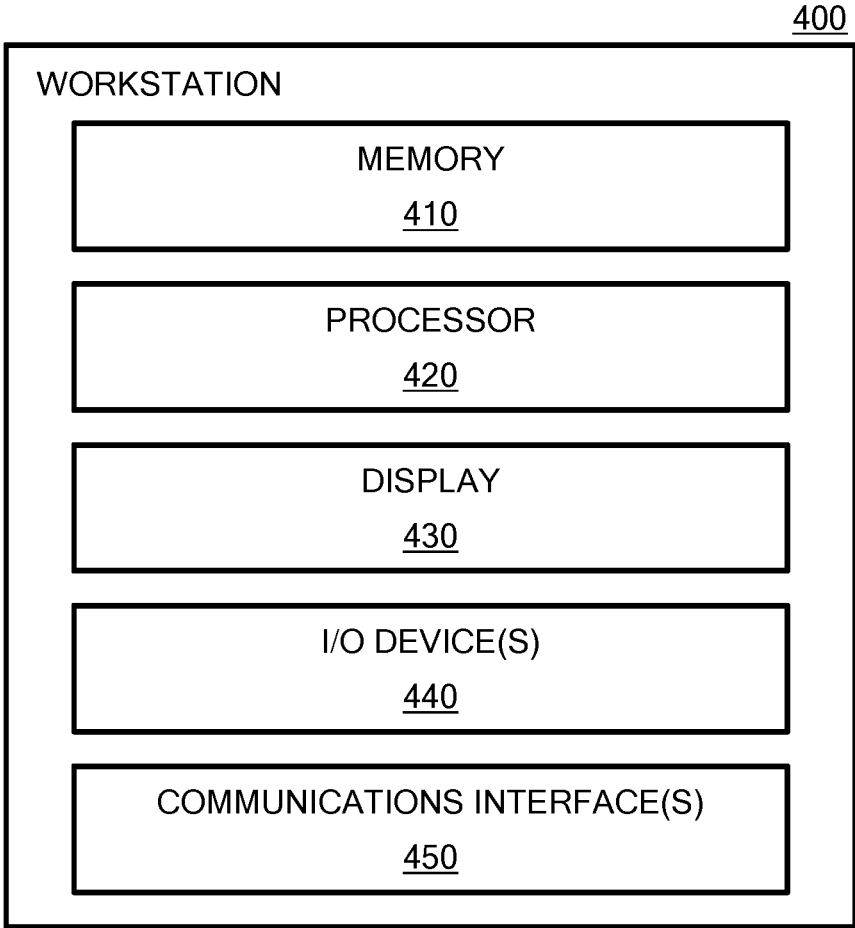 400
WORKSTATION
MEMORY
410
PROCESSOR
420
DISPLAY
430
I/O DEVICE(S)
440
COMMUNICATIONS INTERFACE(S)
450